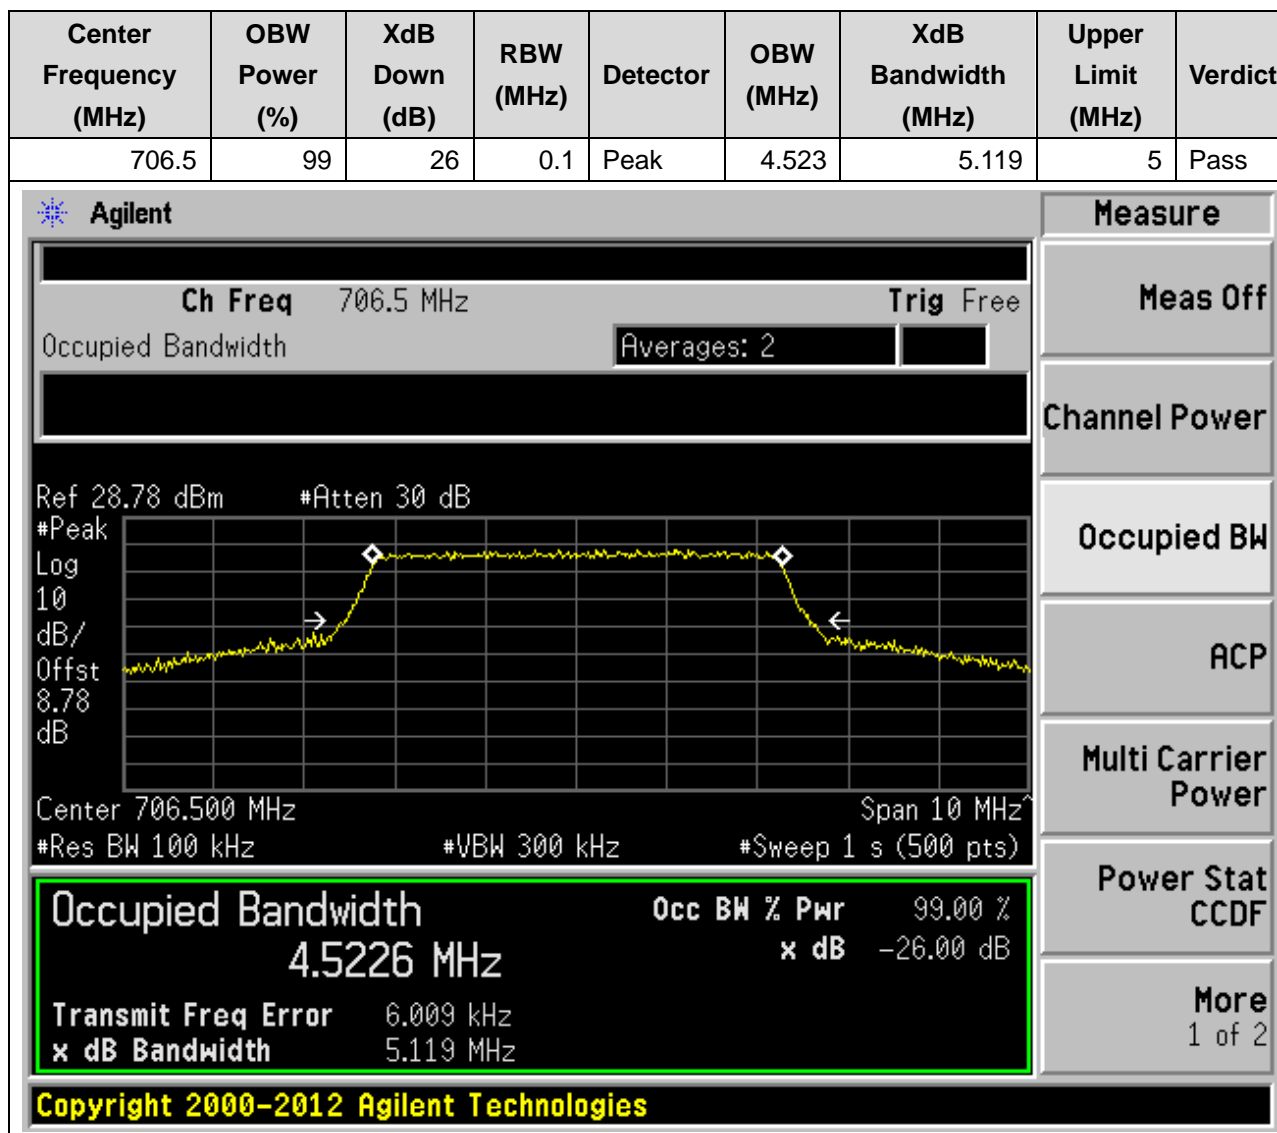 Center Frequency (MHz) OBW Power (%) XdB Down (dB) RBW (MHz) Detector OBW (MHz) XdB Bandwidth (MHz) Upper Limit (MHz) Verdict
706.5 99 26 0.1 Peak 4.523 5.119 5 Pass
Agilent
Measure
Ch Freq 706.5 MHz Trig Free
Meas Off
Occupied Bandwidth Averages: 2
Channel Power
Ref 28.78 dBm #Atten 30 dB
#Peak
Log
10
dB/
Offst
8.78
dB
Occupied BW
ACP
Multi Carrier
Power
Center 706.500 MHz Span 10 MHz^
#Res BW 100 kHz #VBW 300 kHz #Sweep 1 s (500 pts)
Power Stat
CCDF
Occupied Bandwidth Occ BW % Pwr 99.00 %
4.5226 MHz x dB -26.00 dB
Transmit Freq Error 6.009 kHz
x dB Bandwidth 5.119 MHz
More
1 of 2
Copyright 2000-2012 Agilent Technologies